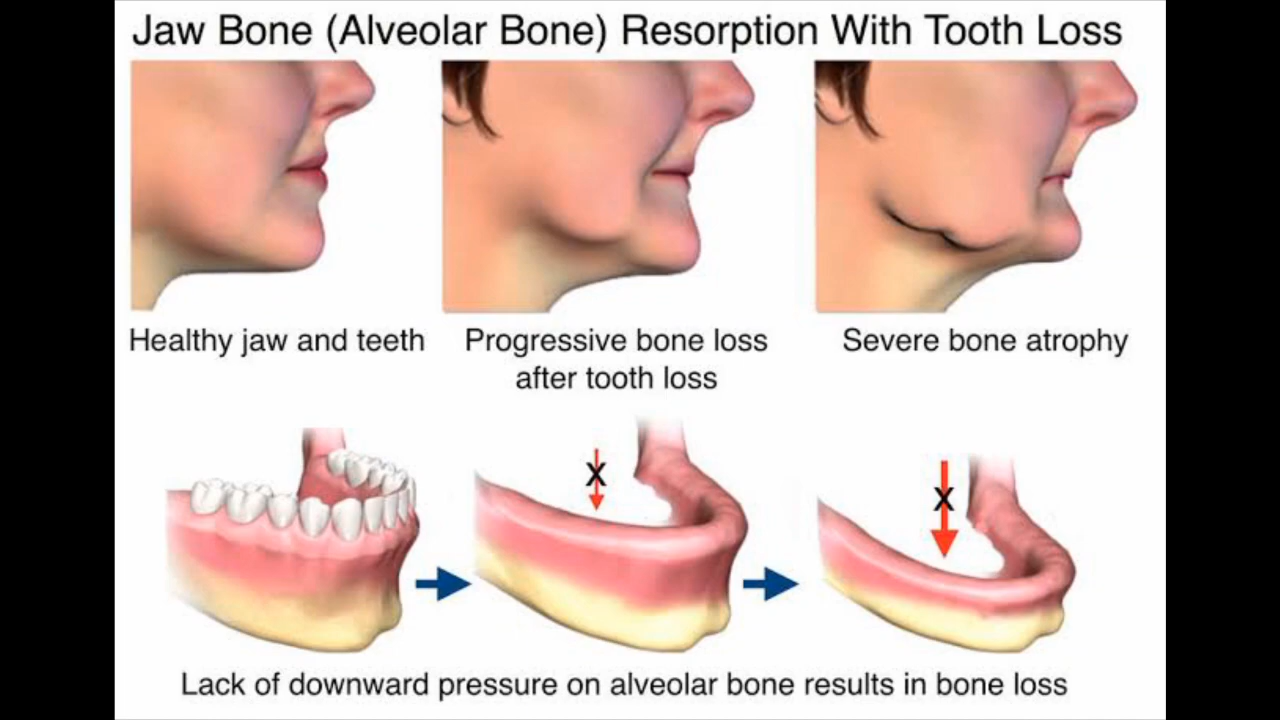 Jaw Bone (Alveolar Bone) Resorption With Tooth Loss
Healthy jaw and teeth
Progressive bone loss
after tooth loss
Severe bone atrophy
X
X
Lack of downward pressure on alveolar bone results in bone loss